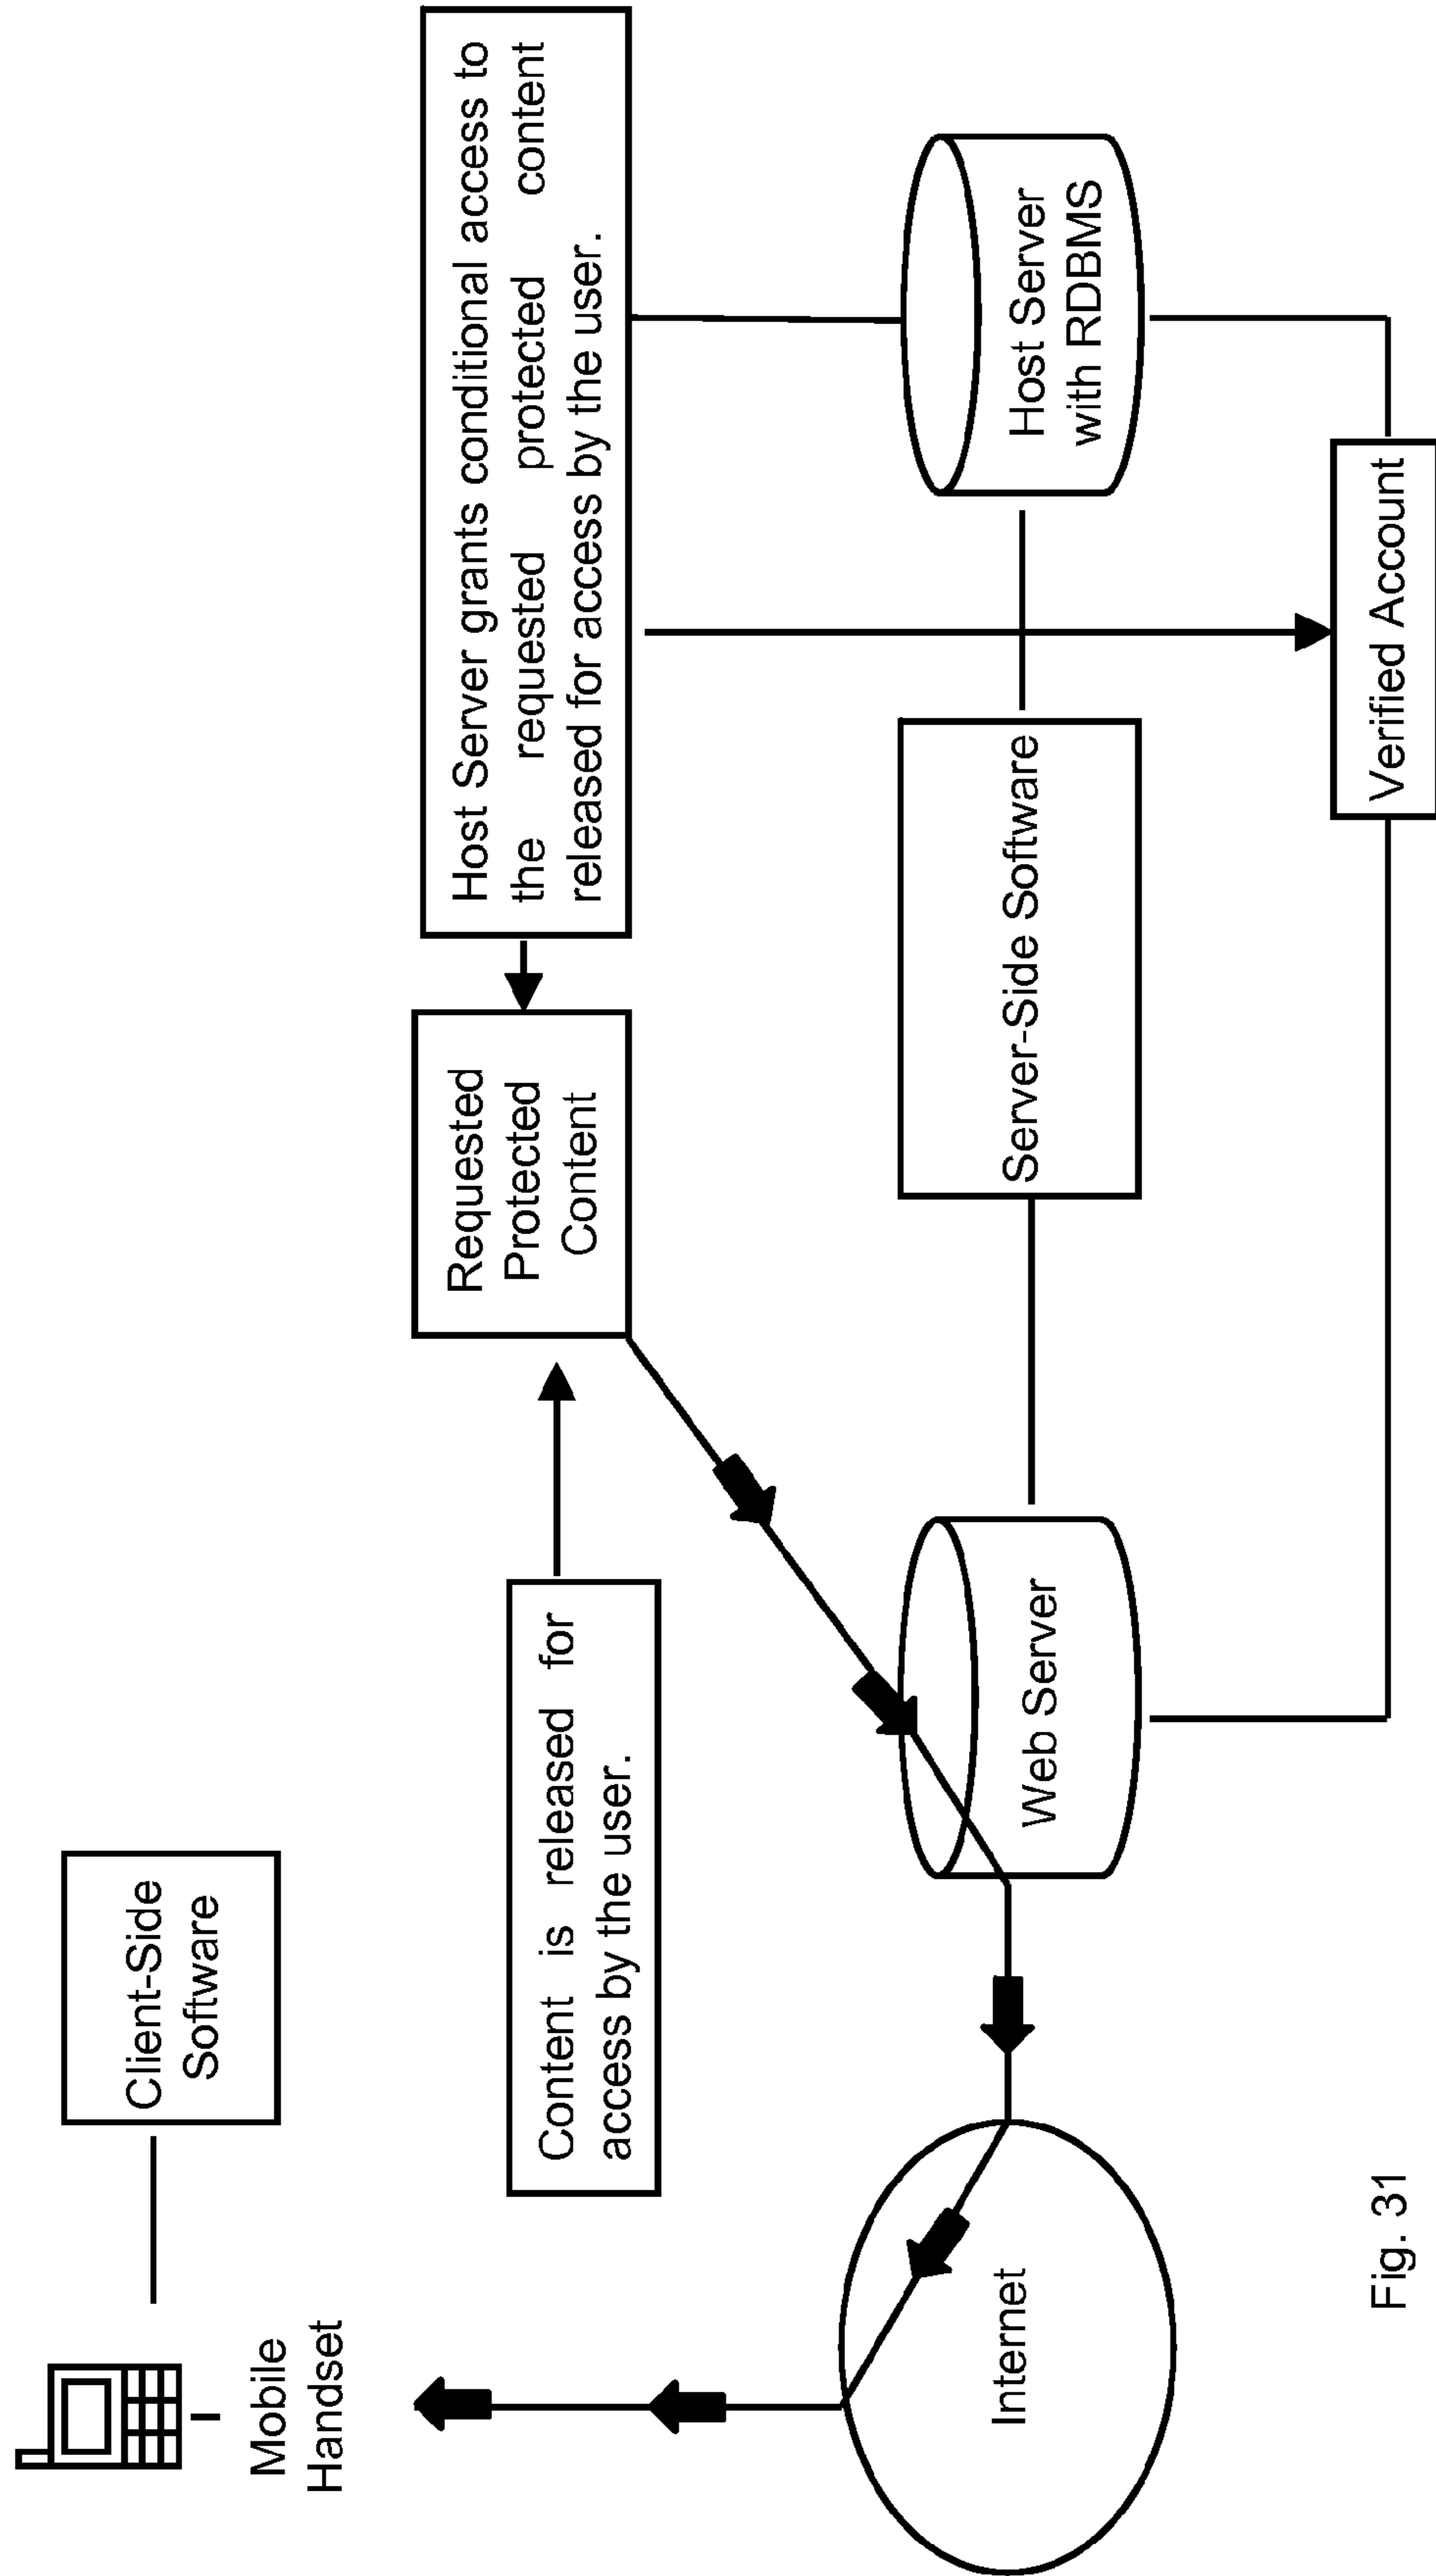 Client-Side
Software
Mobile
Handset
Host Server grants conditional access to
the requested protected content
released for access by the user.
Requested
Protected
Content
Content is released for
access by the user.
Internet
Web Server
Server-Side Software
Host Server
with RDBMS
Verified Account
Fig. 31